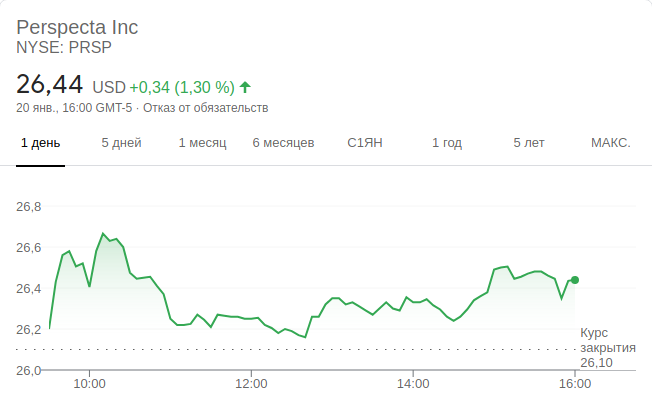 Perspecta Inc
NYSE: PRSP
26,44 USD +0,34 (1,30 %)
20 янв., 16:00 GMT-5 · Отказ от обязательств
1 день 5 дней 1 месяц 6 месяцев С1ЯН 1 год 5 лет МАКС.
26,8
26,6
26,4
26,2
Курс
закрытия
26,10
26,0
10:00 12:00 14:00 16:00